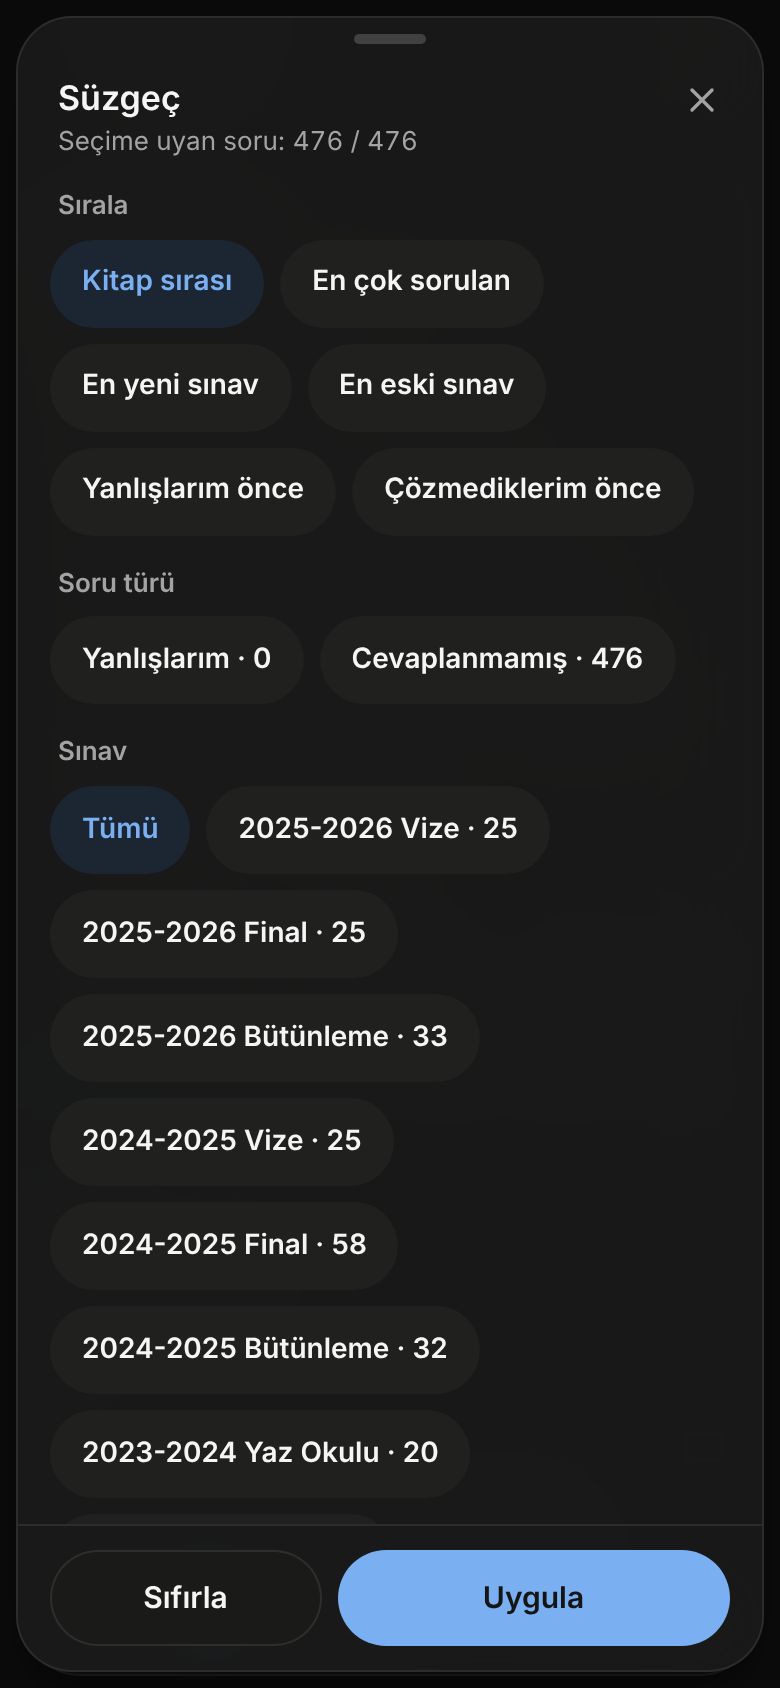 Süzgeç
Seçime uyan soru: 476 / 476
Sırala
Kitap sırası
En çok sorulan
En yeni sınav
En eski sınav
Yanlışlarım önce
Çözmediklerim önce
Soru türü
Yanlışlarım · 0
Cevaplanmamış · 476
Sınav
Tümü
2025-2026 Vize · 25
2025-2026 Final · 25
2025-2026 Bütünleme · 33
2024-2025 Vize · 25
2024-2025 Final · 58
2024-2025 Bütünleme · 32
2023-2024 Yaz Okulu · 20
Sıfırla
Uygula